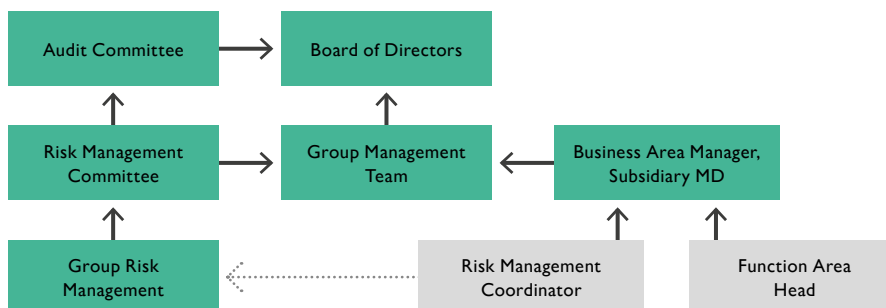 Audit Committee
Board of Directors
Risk Management
Committee
Group Management
Team
Business Area Manager,
Subsidiary MD
Group Risk
Management
Risk Management
Coordinator
Function Area
Head